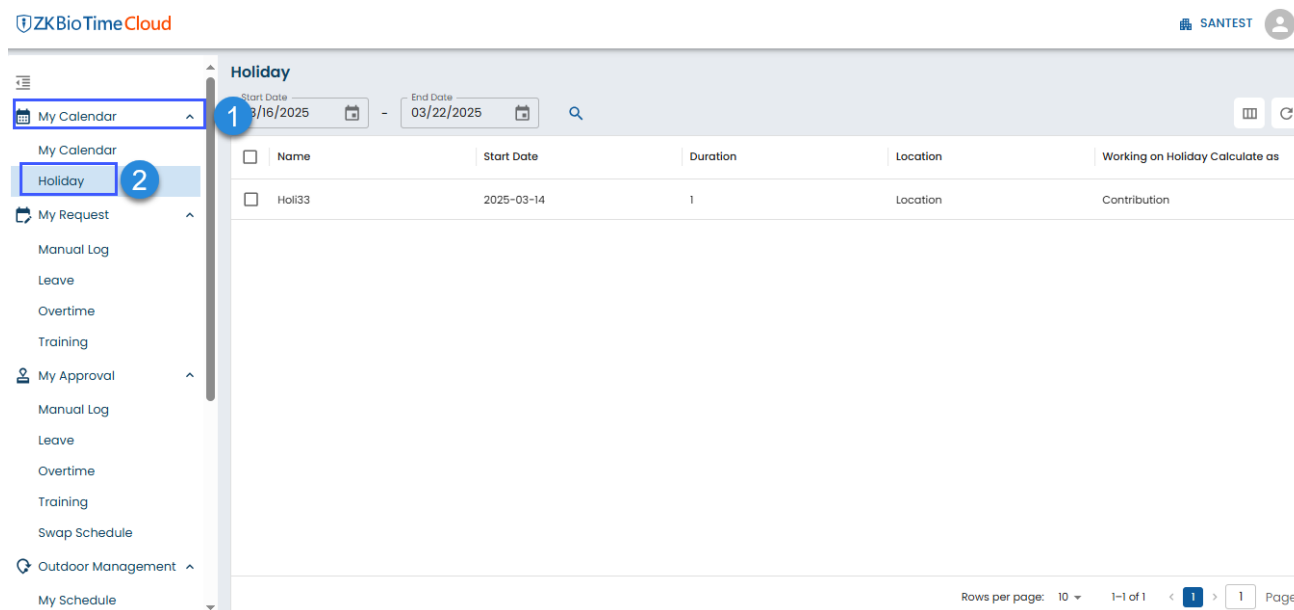 ZKBioTimeCloud
SANTEST
My Calendar
1
My Calendar
Holiday
2
My Request
Manual Log
Leave
Overtime
Training
My Approval
Manual Log
Leave
Overtime
Training
Swap Schedule
Outdoor Management
My Schedule
Holiday
Start Date
3/16/2025
-
End Date
03/22/2025
Name Start Date Duration Location Working on Holiday Calculate as
Holi33 2025-03-14 1 Location Contribution
Rows per page: 10 1-1 of 1 < 1 > 1 Page